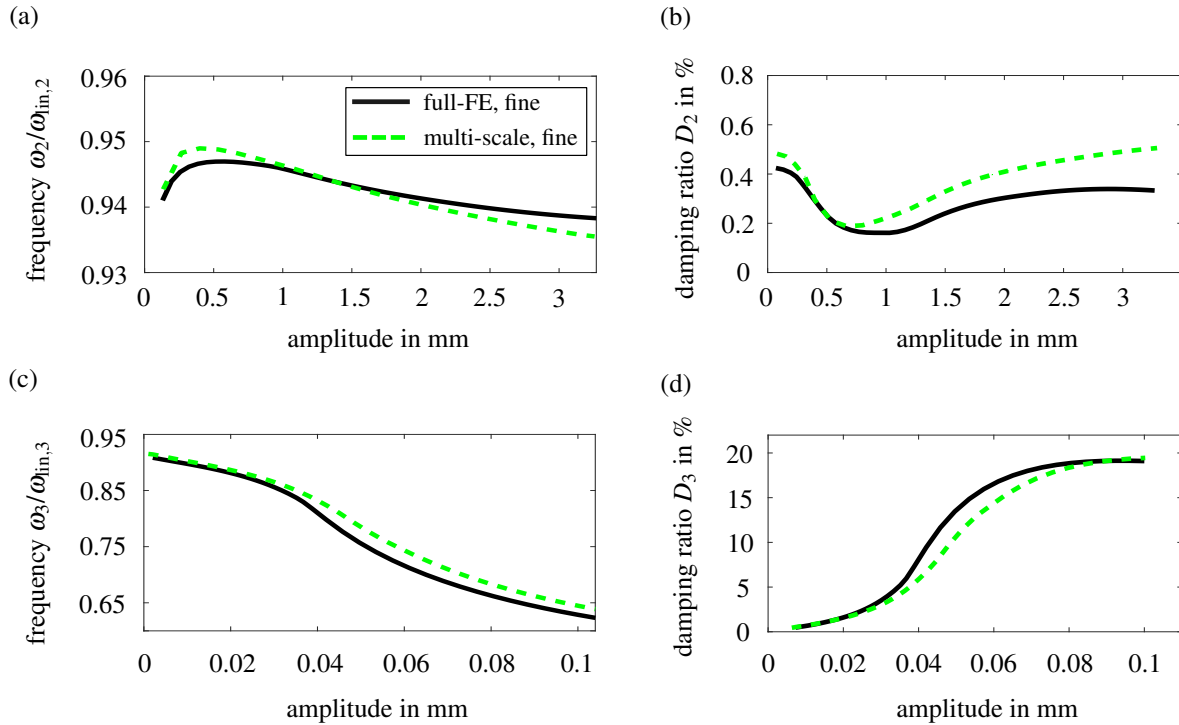 (a)
frequency ω2/ωlin,2
0.96
0.95
0.94
0.93
full-FE, fine
multi-scale, fine
0 0.5 1 1.5 2 2.5 3
amplitude in mm
(b)
damping ratio D2 in %
0.8
0.6
0.4
0.2
0
0 0.5 1 1.5 2 2.5 3
amplitude in mm
(c)
frequency ω3/ωlin,3
0.95
0.85
0.75
0.65
0 0.02 0.04 0.06 0.08 0.1
amplitude in mm
(d)
damping ratio D3 in %
20
15
10
5
0
0 0.02 0.04 0.06 0.08 0.1
amplitude in mm